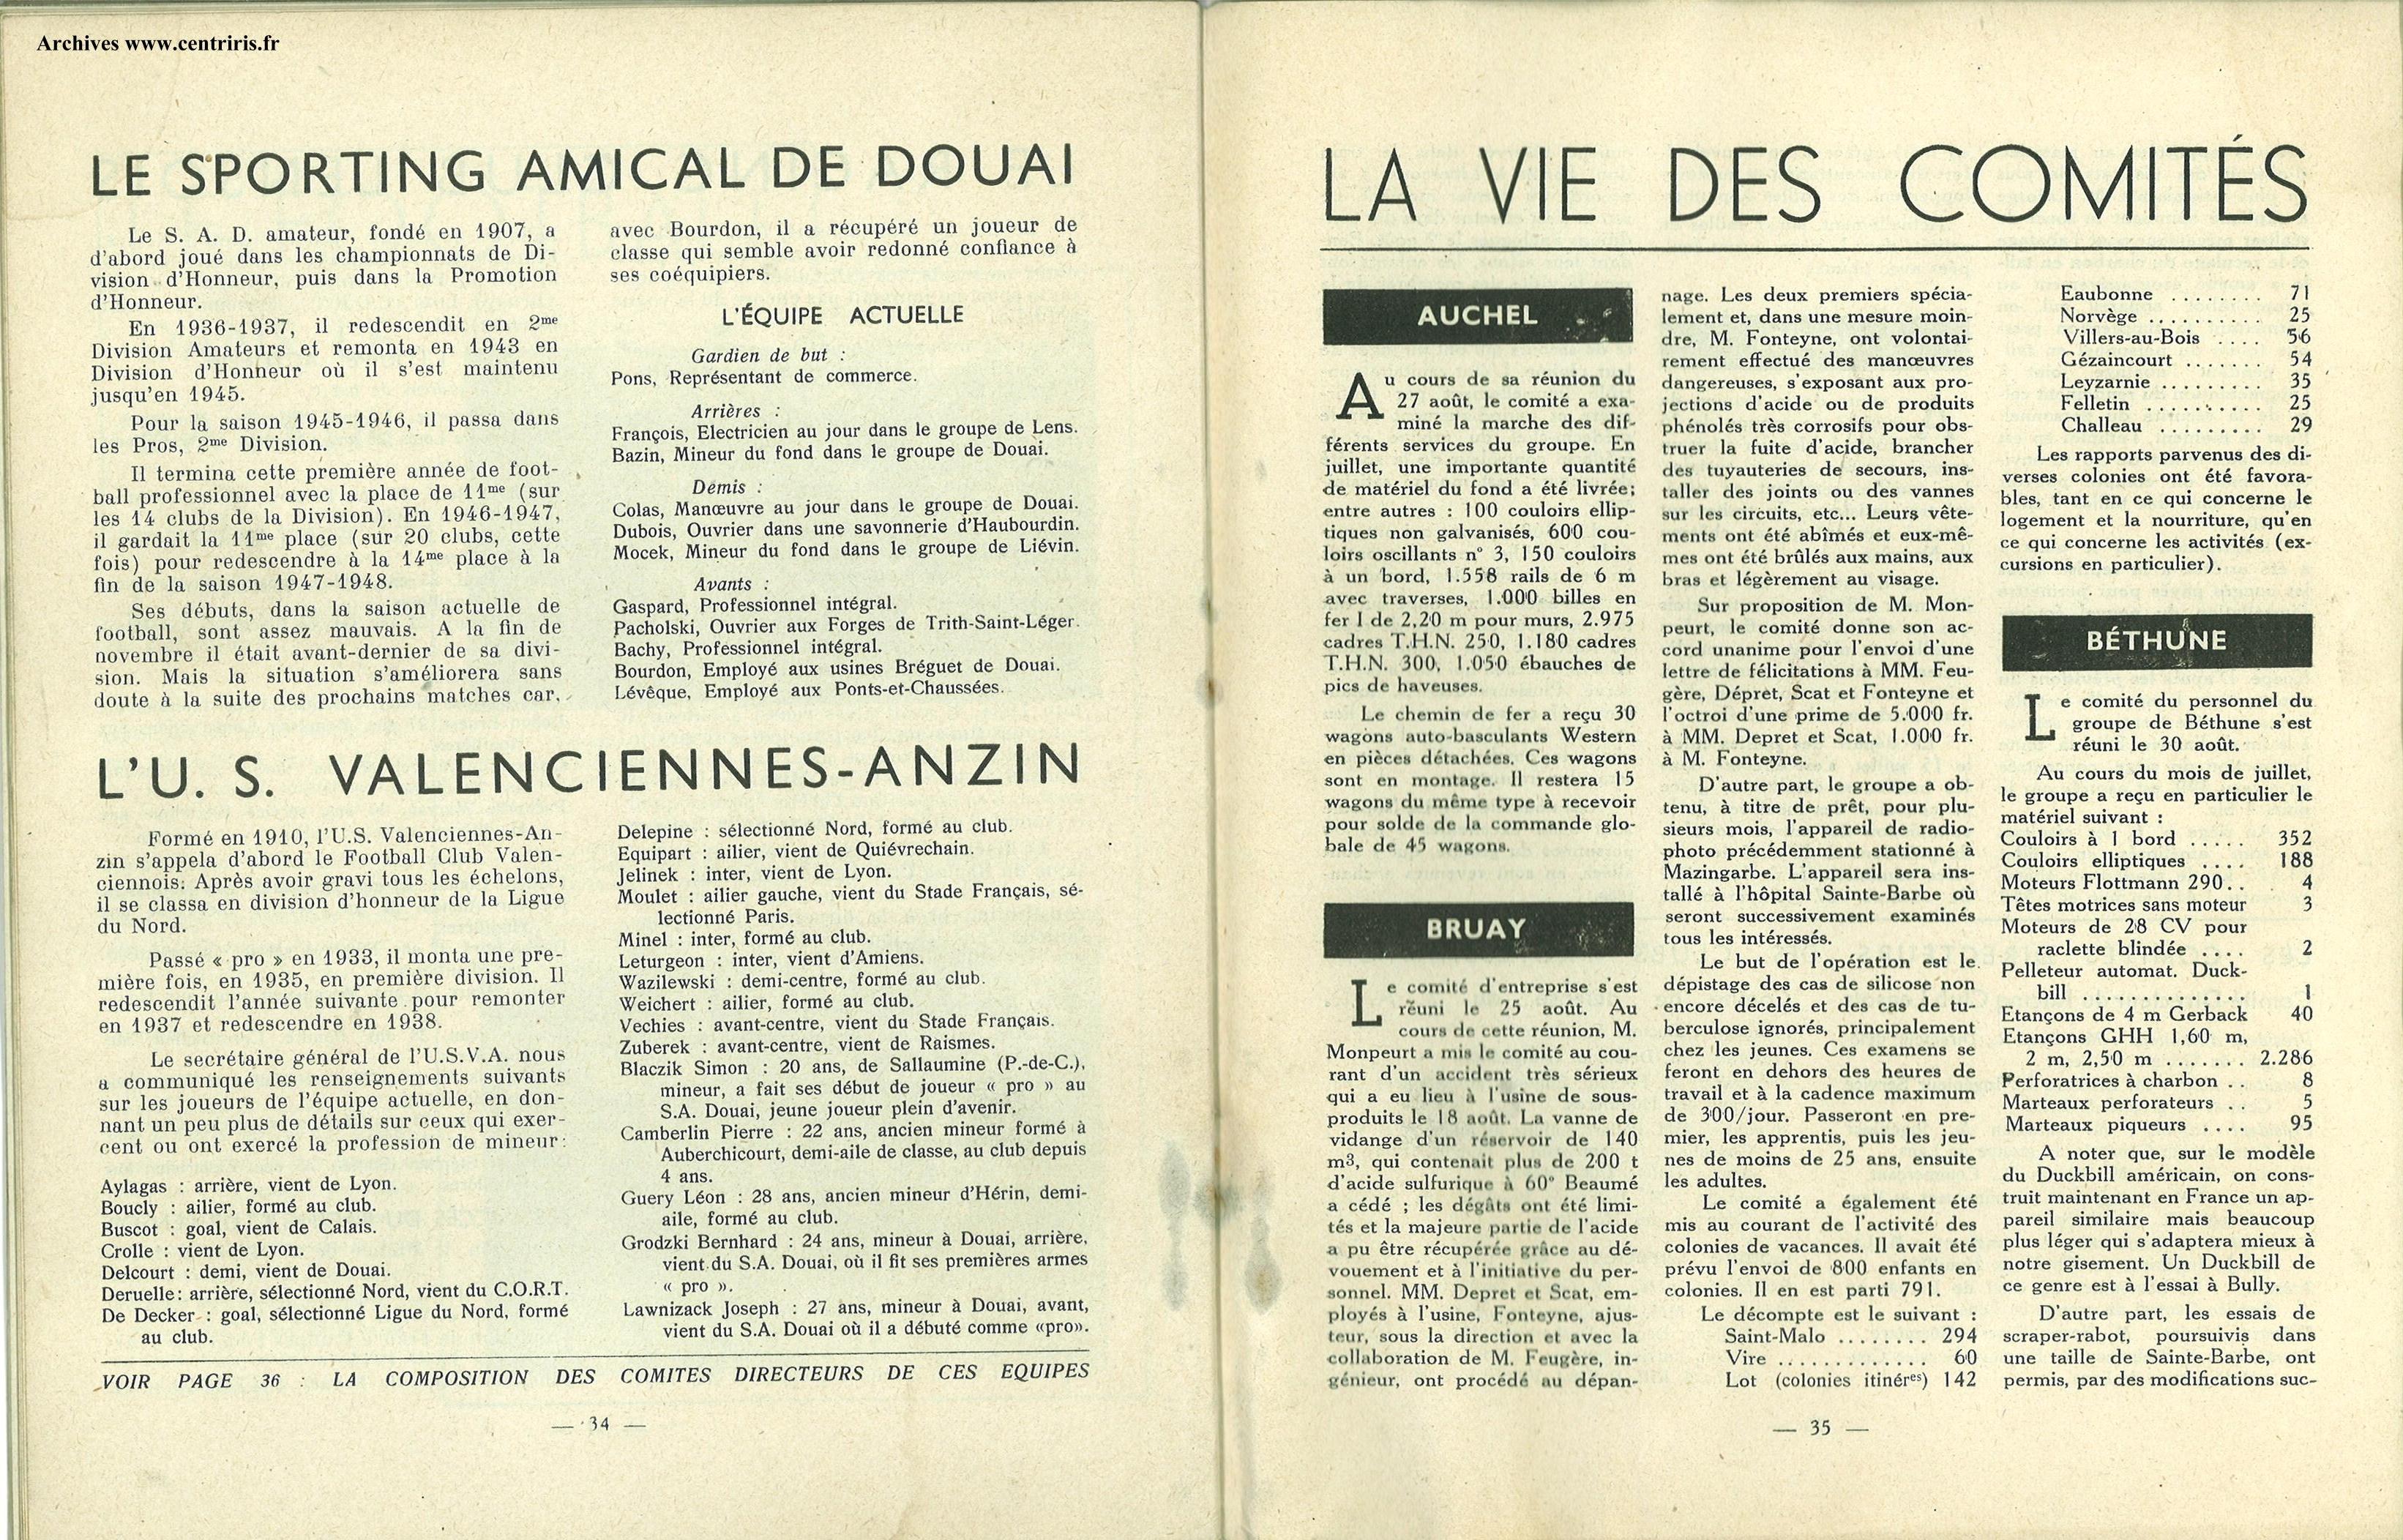 Archives www.centriris.fr
LE SPORTING AMICAL DE DOUAI
Le S. A. D. amateur, fondé en 1907, a
d'abord joué dans les championnats de Di-
vision d'Honneur, puis dans la Promotion
d'Honneur.
En 1936-1937, il redescendit en 2me
Division Amateurs et remonta en 1943 en
Division d'Honneur où il s'est maintenu
jusqu'en 1945.
Pour la saison 1945-1946, il passa dans
les Pros, 2me Division.
Il termina cette première année de foot-
ball professionnel avec la place de 11me (sur
les 14 clubs de la Division). En 1946-1947,
il gardait la 11me place (sur 20 clubs, cette
fois) pour redescendre à la 14me place à la
fin de la saison 1947-1948.
Ses débuts, dans la saison actuelle de
football, sont assez mauvais. A la fin de
novembre il était avant-dernier de sa divi-
sion. Mais la situation s'améliorera sans
doute à la suite des prochains matches car,
avec Bourdon, il a récupéré un joueur de
classe qui semble avoir redonné confiance à
ses coéquipiers.
L'ÉQUIPE ACTUELLE
Gardien de but :
Pons, Représentant de commerce.
Arrières :
François, Electricien au jour dans le groupe de Lens.
Bazin, Mineur du fond dans le groupe de Douai.
Demis :
Colas, Manœuvre au jour dans le groupe de Douai.
Dubois, Ouvrier dans une savonnerie d'Haubourdin.
Mocek, Mineur du fond dans le groupe de Liévin.
Avants :
Gaspard, Professionnel intégral.
Pacholski, Ouvrier aux Forges de Trith-Saint-Léger.
Bachy, Professionnel intégral.
Bourdon, Employé aux usines Bréguet de Douai.
Lévêque, Employé aux Ponts-et-Chaussées.
L'U. S. VALENCIENNES-ANZIN
Formé en 1910, l'U.S. Valenciennes-An-
zin s'appela d'abord le Football Club Valen-
ciennois. Après avoir gravi tous les échelons,
il se classa en division d'honneur de la Ligue
du Nord.
Passé « pro » en 1933, il monta une pre-
mière fois, en 1935, en première division. Il
redescendit l'année suivante pour remonter
en 1937 et redescendre en 1938.
Le secrétaire général de l'U.S.V.A. nous
a communiqué les renseignements suivants
sur les joueurs de l'équipe actuelle, en don-
nant un peu plus de détails sur ceux qui exer-
cent ou ont exercé la profession de mineur:
Aylagas : arrière, vient de Lyon.
Boucly : ailier, formé au club.
Buscot : goal, vient de Calais.
Crolle : vient de Lyon.
Delcourt : demi, vient de Douai.
Deruelle : arrière, sélectionné Nord, vient du C.O.R.T.
De Decker : goal, sélectionné Ligue du Nord, formé
au club.
Delepine : sélectionné Nord, formé au club.
Equipart : ailier, vient de Quiévrechain.
Jelinek : inter, vient de Lyon.
Moulet : ailier gauche, vient du Stade Français, sé-
lectionné Paris.
Minel : inter, formé au club.
Leturgeon : inter, vient d'Amiens.
Wazilewski : demi-centre, formé au club.
Weichert : ailier, formé au club.
Vechies : avant-centre, vient du Stade Français.
Zuberek : avant-centre, vient de Raismes.
Blaczik Simon : 20 ans, de Sallaumine (P.-de-C.),
mineur, a fait ses début de joueur « pro » au
S.A. Douai, jeune joueur plein d'avenir.
Camberlin Pierre : 22 ans, ancien mineur formé à
Auberchicourt, demi-aile de classe, au club depuis
4 ans.
Guery Léon : 28 ans, ancien mineur d'Hérin, demi-
aile, formé au club.
Grodzki Bernhard : 24 ans, mineur à Douai, arrière,
vient du S.A. Douai, où il fit ses premières armes
« pro ».
Lawnizack Joseph : 27 ans, mineur à Douai, avant,
vient du S.A. Douai où il a débuté comme «pro».
VOIR PAGE 36 : LA COMPOSITION DES COMITES DIRECTEURS DE CES EQUIPES
— 34 —
LA VIE DES COMITÉS
AUCHEL
Au cours de sa réunion du
27 août, le comité a exa-
miné la marche des dif-
férents services du groupe. En
juillet, une importante quantité
de matériel du fond a été livrée;
entre autres : 100 couloirs ellip-
tiques non galvanisés, 600 cou-
loirs oscillants n° 3, 150 couloirs
à un bord, 1.558 rails de 6 m
avec traverses, 1.000 billes en
fer I de 2,20 m pour murs, 2.975
cadres T.H.N. 250, 1.180 cadres
T.H.N. 300, 1.050 ébauches de
pics de haveuses.
Le chemin de fer a reçu 30
wagons auto-basculants Western
en pièces détachées. Ces wagons
sont en montage. Il restera 15
wagons du même type à recevoir
pour solde de la commande glo-
bale de 45 wagons.
BRUAY
Le comité d'entreprise s'est
réuni le 25 août. Au
cours de cette réunion, M.
Monpeurt a mis le comité au cou-
rant d'un accident très sérieux
qui a eu lieu à l'usine de sous-
produits le 18 août. La vanne de
vidange d'un réservoir de 140
m3, qui contenait plus de 200 t
d'acide sulfurique à 60° Beaumé
a cédé ; les dégâts ont été limi-
tés et la majeure partie de l'acide
a pu être récupérée grâce au dé-
vouement et à l'initiative du per-
sonnel. MM. Depret et Scat, em-
ployés à l'usine, Fonteyne, ajus-
teur, sous la direction et avec la
collaboration de M. Feugère, in-
génieur, ont procédé au dépan-
nage. Les deux premiers spécia-
lement et, dans une mesure moin-
dre, M. Fonteyne, ont volontai-
rement effectué des manœuvres
dangereuses, s'exposant aux pro-
jections d'acide ou de produits
phénolés très corrosifs pour obs-
truer la fuite d'acide, brancher
des tuyauteries de secours, ins-
taller des joints ou des vannes
sur les circuits, etc... Leurs vête-
ments ont été abîmés et eux-mê-
mes ont été brûlés aux mains, aux
bras et légèrement au visage.
Sur proposition de M. Mon-
peurt, le comité donne son ac-
cord unanime pour l'envoi d'une
lettre de félicitations à MM. Feu-
gère, Dépret, Scat et Fonteyne et
l'octroi d'une prime de 5.000 fr.
à MM. Depret et Scat, 1.000 fr.
à M. Fonteyne.
D'autre part, le groupe a ob-
tenu, à titre de prêt, pour plu-
sieurs mois, l'appareil de radio-
photo précédemment stationné à
Mazingarbe. L'appareil sera ins-
tallé à l'hôpital Sainte-Barbe où
seront successivement examinés
tous les intéressés.
Le but de l'opération est le
dépistage des cas de silicose non
encore décelés et des cas de tu-
berculose ignorés, principalement
chez les jeunes. Ces examens se
feront en dehors des heures de
travail et à la cadence maximum
de 300/jour. Passeront en pre-
mier, les apprentis, puis les jeu-
nes de moins de 25 ans, ensuite
les adultes.
Le comité a également été
mis au courant de l'activité des
colonies de vacances. Il avait été
prévu l'envoi de 800 enfants en
colonies. Il en est parti 791.
Le décompte est le suivant :
Saint-Malo ........ 294
Vire ............. 60
Lot (colonies itinéres) 142
Eaubonne ........ 71
Norvège .......... 25
Villers-au-Bois .... 56
Gézaincourt ....... 54
Leyzarnie ......... 35
Felletin .......... 25
Challeau ......... 29
Les rapports parvenus des di-
verses colonies ont été favora-
bles, tant en ce qui concerne le
logement et la nourriture, qu'en
ce qui concerne les activités (ex-
cursions en particulier).
BÉTHUNE
Le comité du personnel du
groupe de Béthune s'est
réuni le 30 août.
Au cours du mois de juillet,
le groupe a reçu en particulier le
matériel suivant :
Couloirs à 1 bord ..... 352
Couloirs elliptiques .... 188
Moteurs Flottmann 290.. 4
Têtes motrices sans moteur 3
Moteurs de 28 CV pour
raclette blindée .... 2
Pelleteur automat. Duck-
bill .............. 1
Etançons de 4 m Gerback 40
Etançons GHH 1,60 m,
2 m, 2,50 m ....... 2.286
Perforatrices à charbon .. 8
Marteaux perforateurs .. 5
Marteaux piqueurs .... 95
A noter que, sur le modèle
du Duckbill américain, on cons-
truit maintenant en France un ap-
pareil similaire mais beaucoup
plus léger qui s'adaptera mieux à
notre gisement. Un Duckbill de
ce genre est à l'essai à Bully.
D'autre part, les essais de
scraper-rabot, poursuivis dans
une taille de Sainte-Barbe, ont
permis, par des modifications suc-
— 35 —